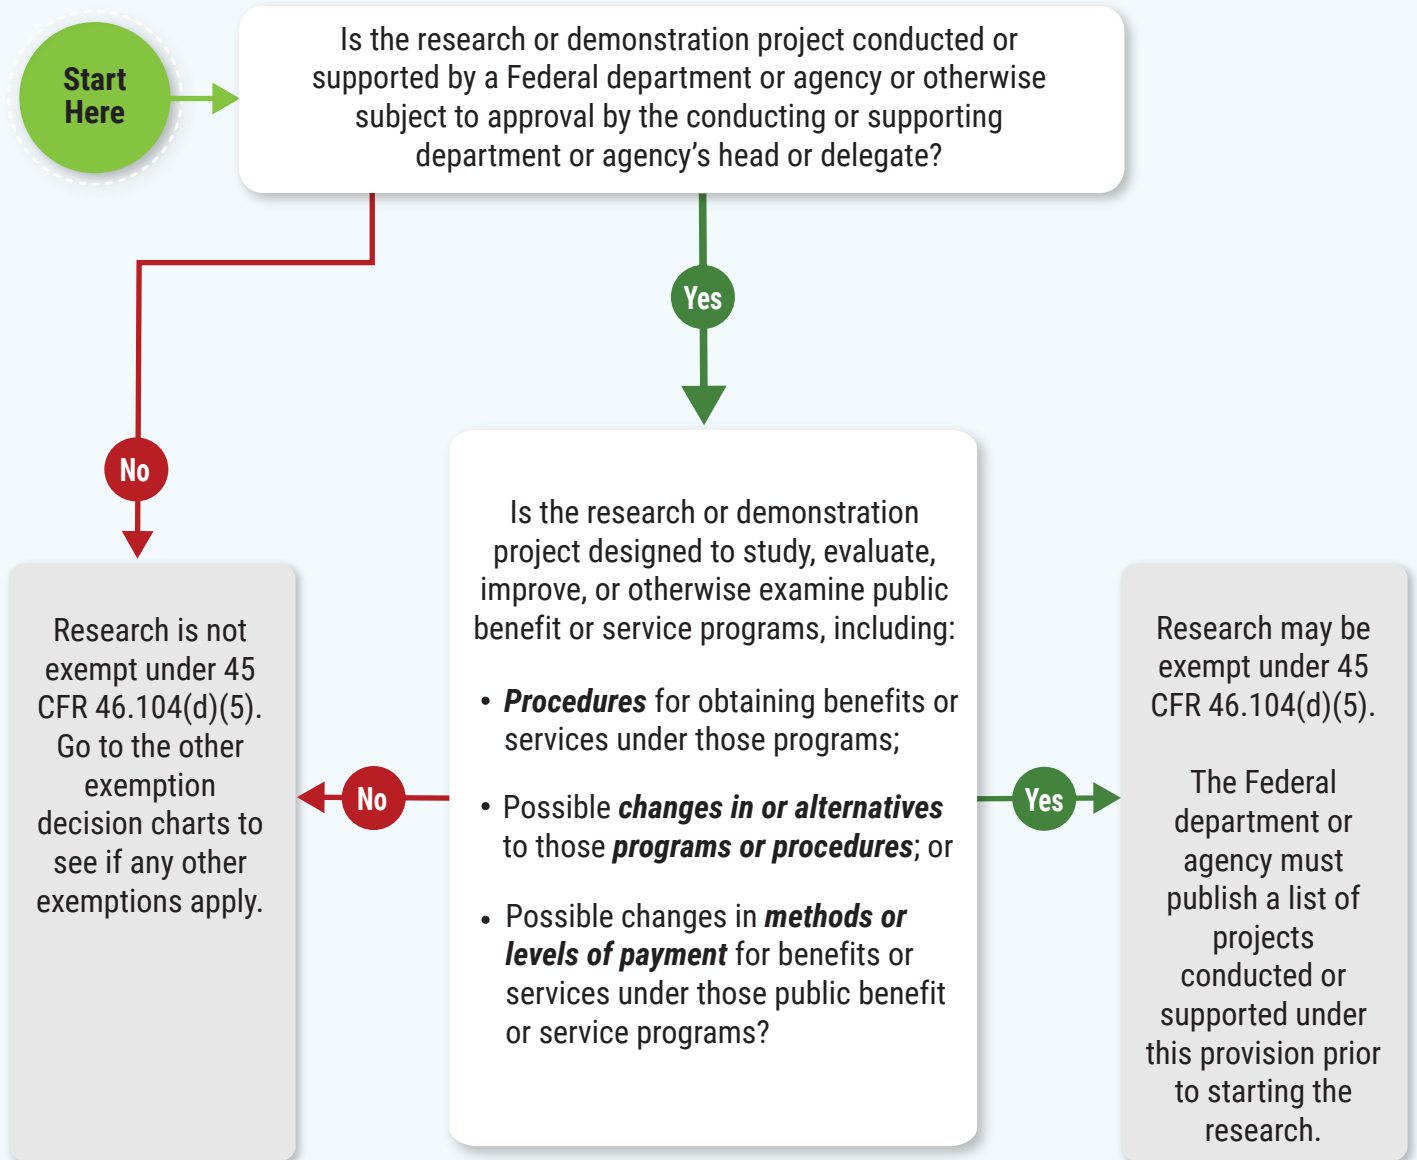 Start
Here
Is the research or demonstration project conducted or
supported by a Federal department or agency or otherwise
subject to approval by the conducting or supporting
department or agency’s head or delegate?
Yes
No
Is the research or demonstration
project designed to study, evaluate,
improve, or otherwise examine public
benefit or service programs, including:
• Procedures for obtaining benefits or
services under those programs;
• Possible changes in or alternatives
to those programs or procedures; or
• Possible changes in methods or
levels of payment for benefits or
services under those public benefit
or service programs?
No
Research is not
exempt under 45
CFR 46.104(d)(5).
Go to the other
exemption
decision charts to
see if any other
exemptions apply.
Yes
Research may be
exempt under 45
CFR 46.104(d)(5).
The Federal
department or
agency must
publish a list of
projects
conducted or
supported under
this provision prior
to starting the
research.